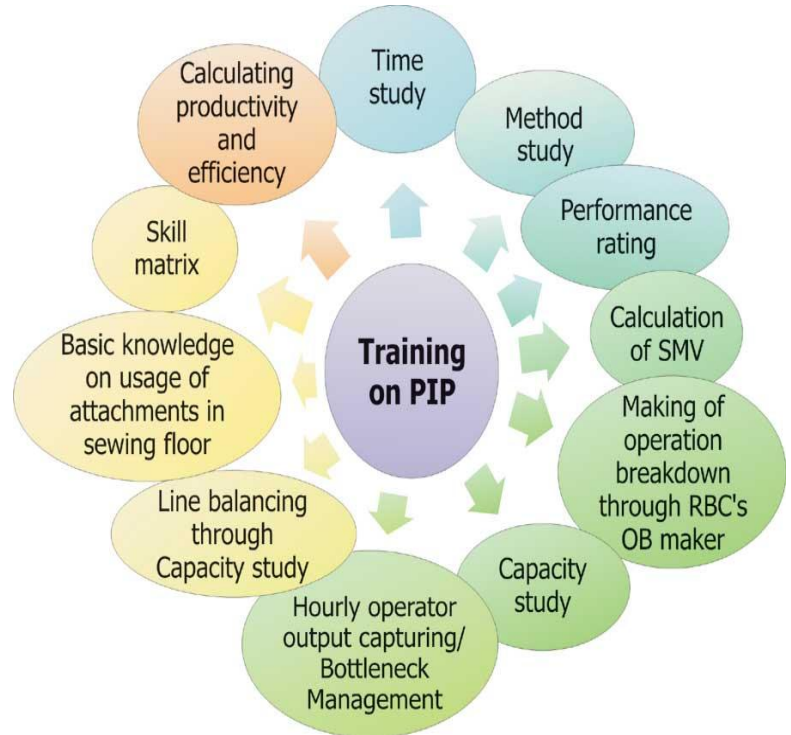 Time
study
Method
study
Performance
rating
Calculation
of SMV
Making of
operation
breakdown
through RBC's
OB maker
Capacity
study
Hourly operator
output capturing/
Bottleneck
Management
Line balancing
through
Capacity study
Basic knowledge
on usage of
attachments in
sewing floor
Skill
matrix
Calculating
productivity
and
efficiency
Training
on PIP